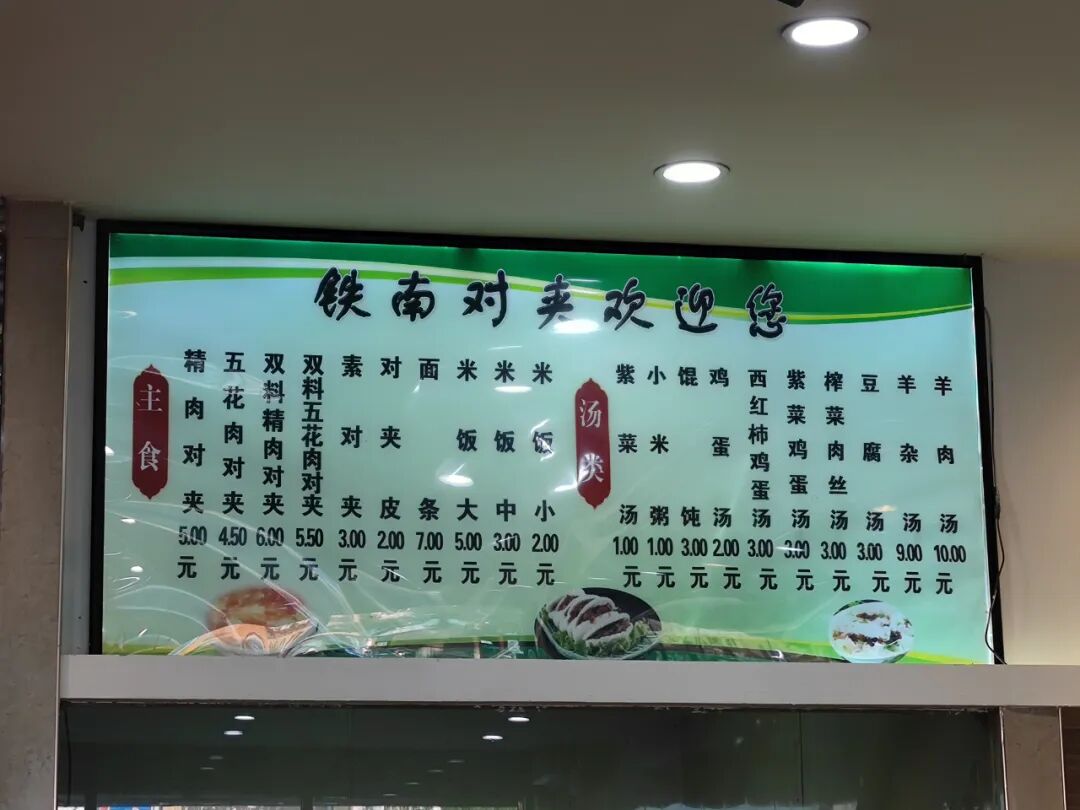 铁南对夹欢迎您
主食
精肉对夹 5.00元
五花肉对夹 4.50元
双料精肉对夹 6.00元
双料五花肉对夹 5.50元
素对夹 3.00元
对夹皮 2.00元
面条 7.00元
米饭大 5.00元
米饭中 3.00元
米饭小 2.00元
汤类
紫菜汤 1.00元
小米粥 1.00元
馄饨 3.00元
鸡蛋汤 2.00元
西红柿鸡蛋汤 3.00元
紫菜鸡蛋汤 3.00元
榨菜肉丝汤 3.00元
豆腐汤 3.00元
羊杂汤 9.00元
羊肉汤 10.00元